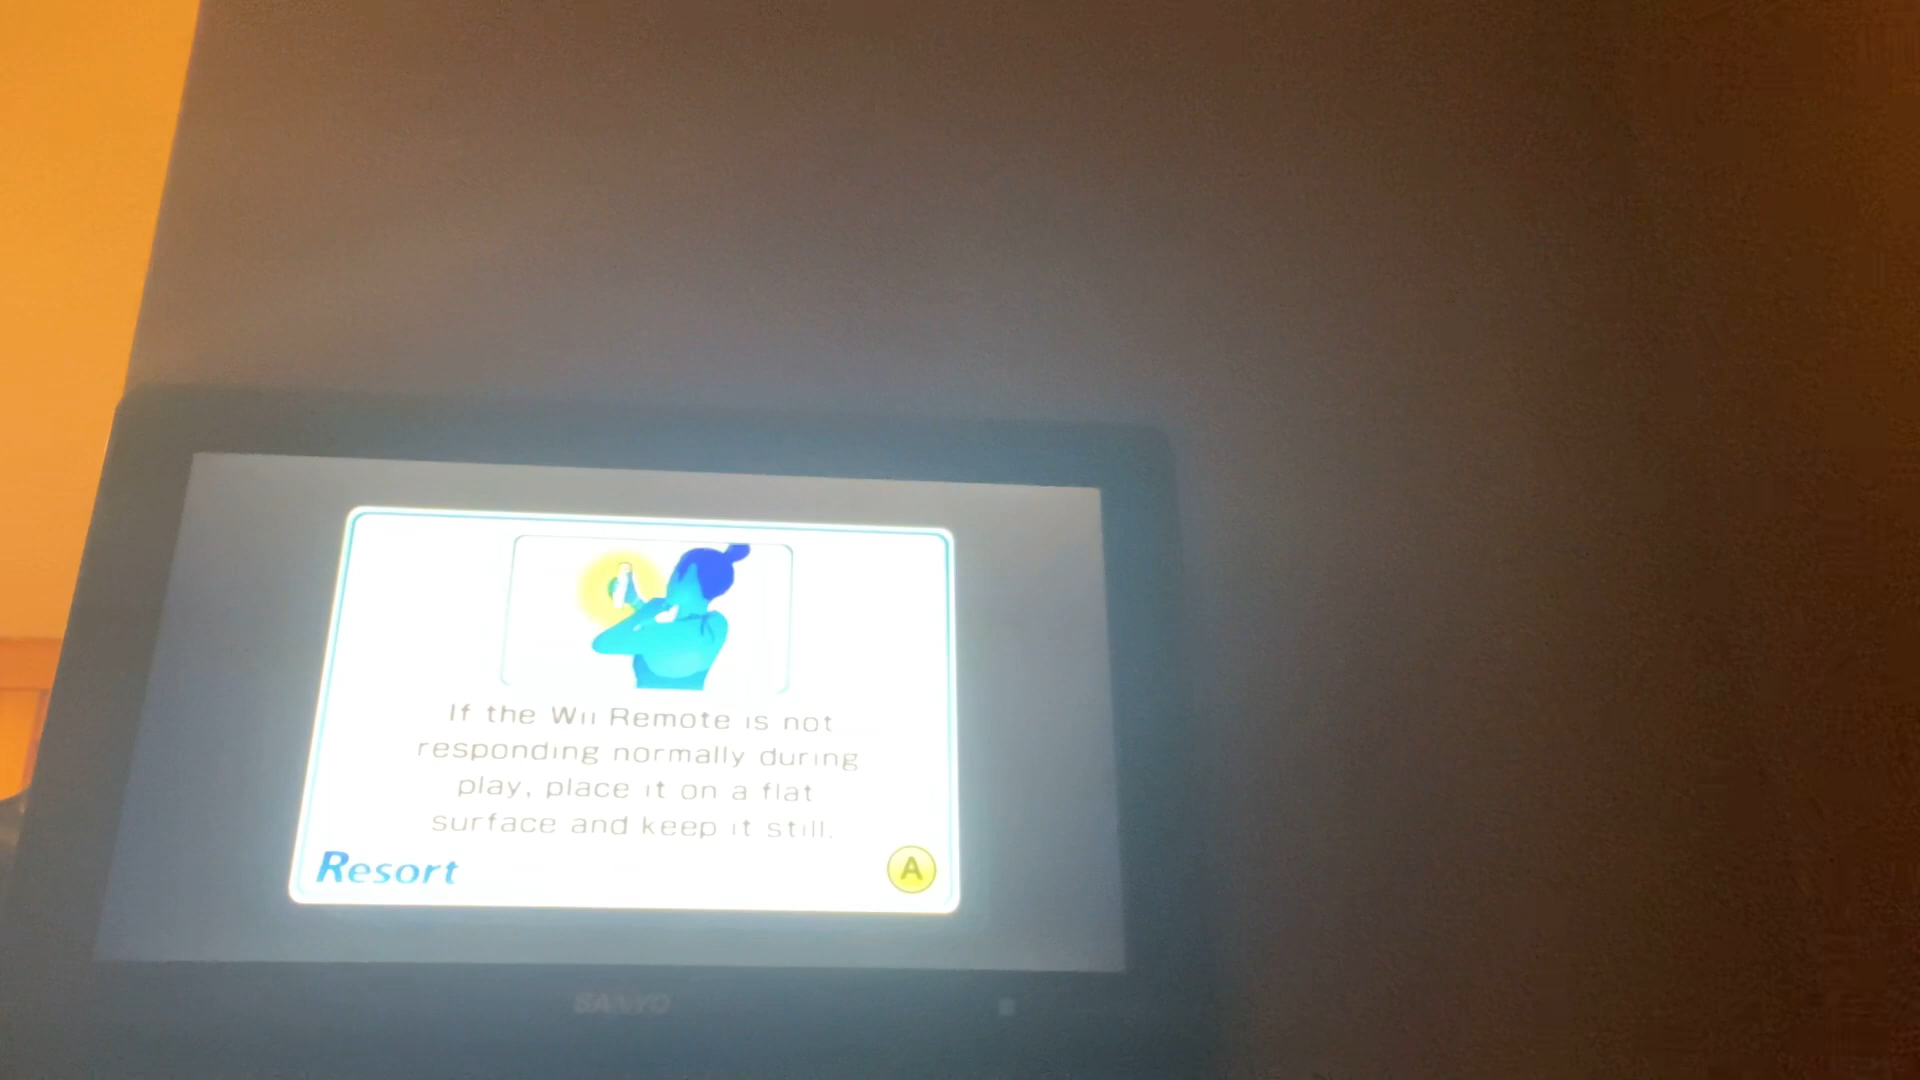 If the Wii Remote is not
responding normally during
play, place it on a flat
surface and keep it still.
Resort
A
SANYO